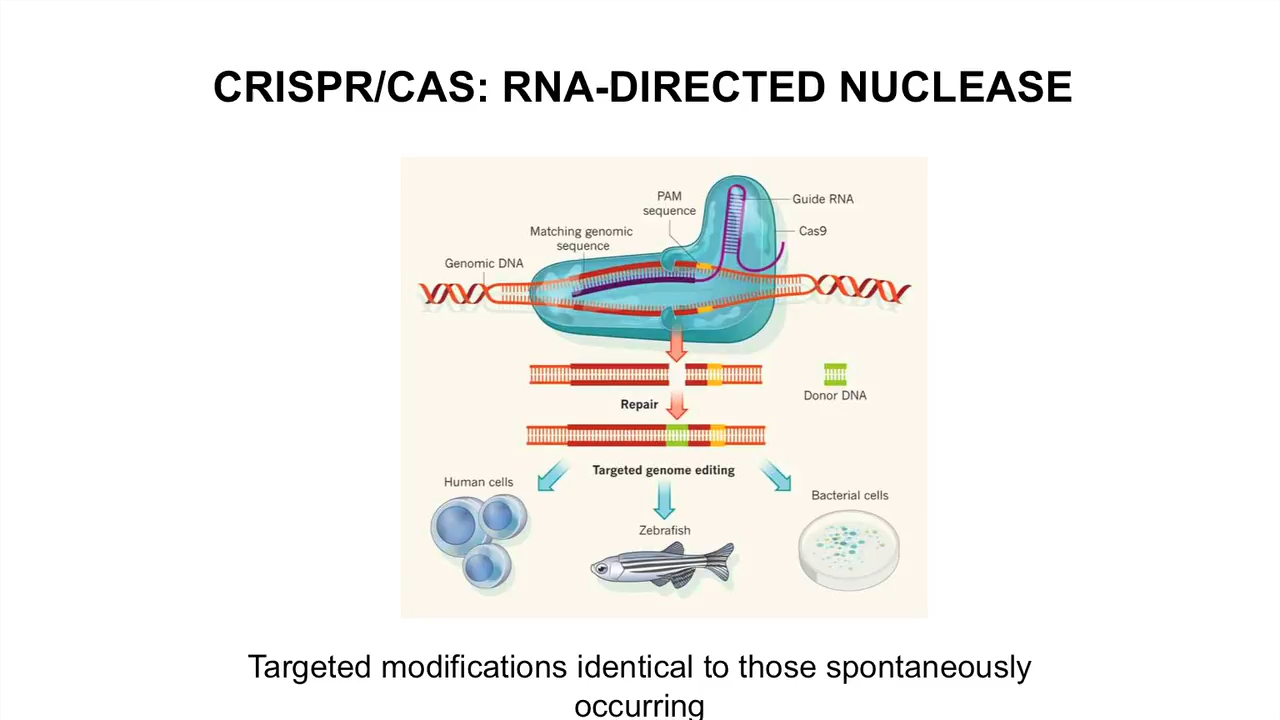 CRISPR/CAS: RNA-DIRECTED NUCLEASE
PAM
sequence
Guide RNA
Matching genomic
sequence
Cas9
Genomic DNA
Donor DNA
Repair
Targeted genome editing
Human cells
Bacterial cells
Zebrafish
Targeted modifications identical to those spontaneously
occurring